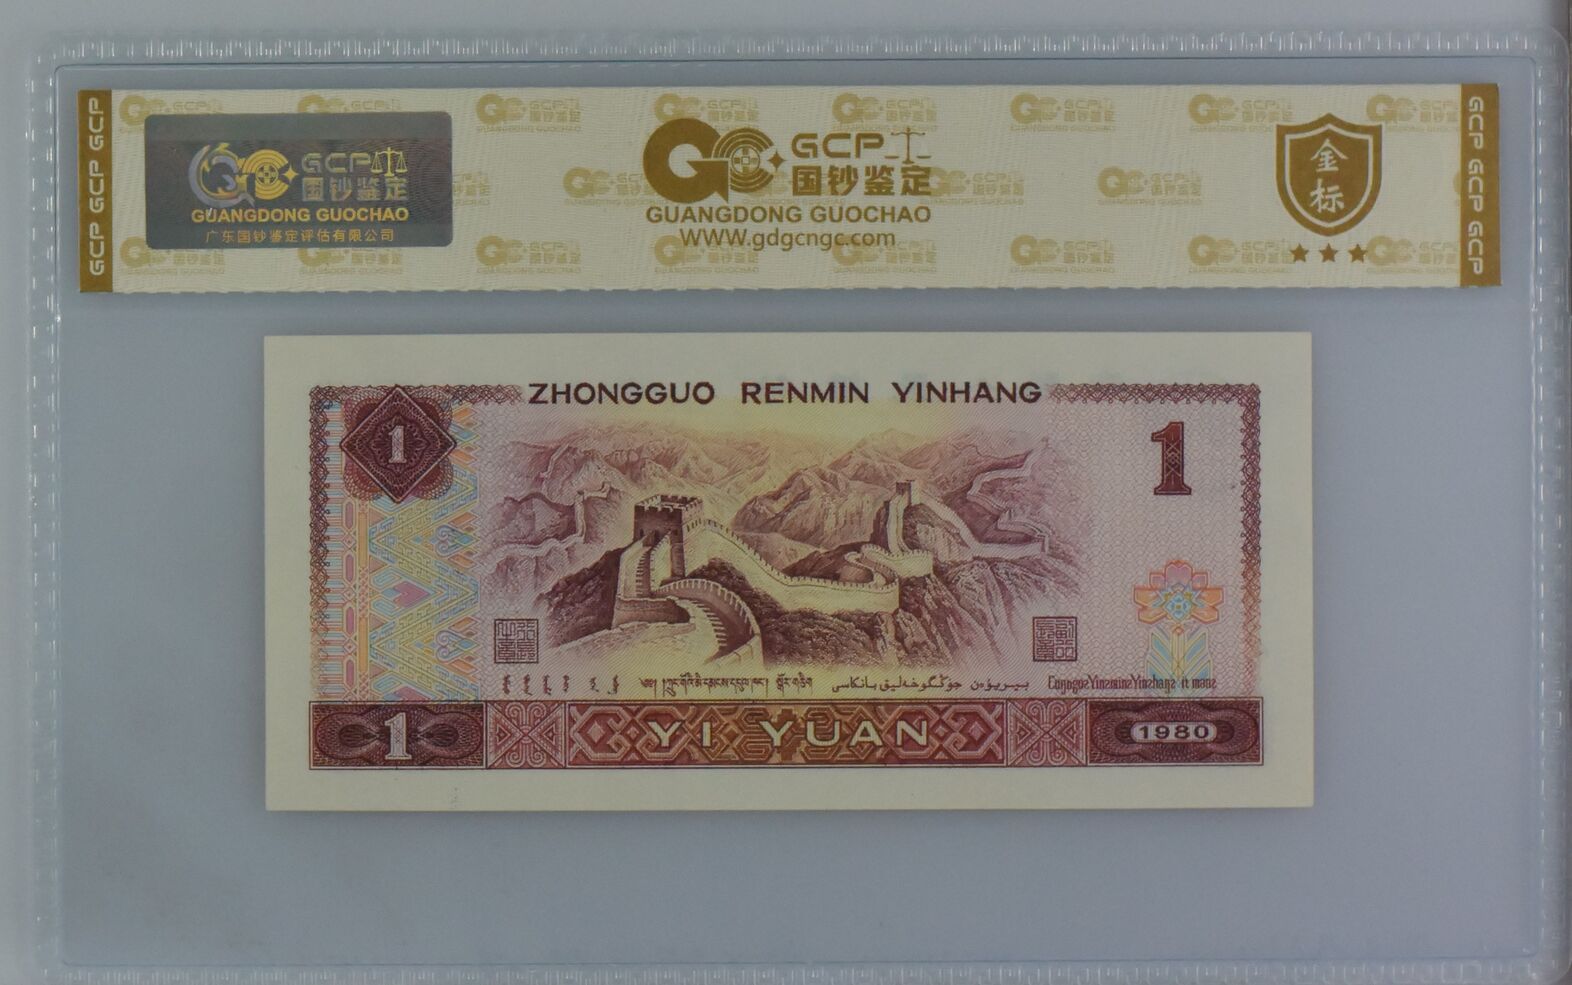 GCP GCP GCP
GCP
国钞鉴定
GUANGDONG GUOCHAO
广东国钞鉴定评估有限公司
GCP
国钞鉴定
GUANGDONG GUOCHAO
WWW.gdgcngc.com
金标
GCP GCP GCP
ZHONGGUO RENMIN YINHANG
1
1
1
YI YUAN
1980